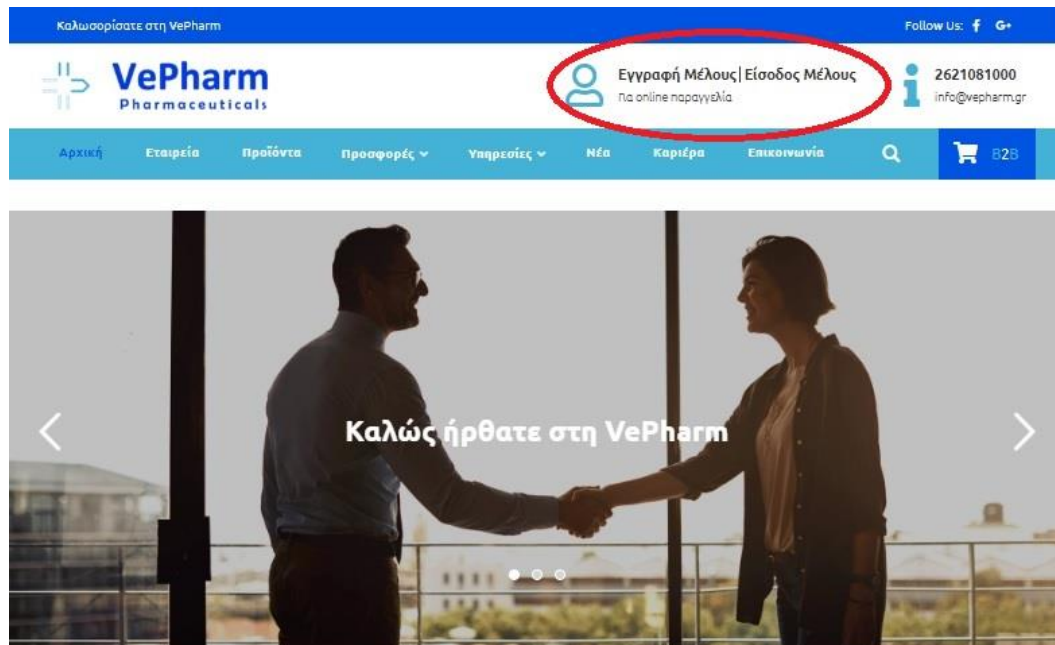 Καλωσορίσατε στη VePharm
Follow Us: f G+
VePharm
Pharmaceuticals
Εγγραφή Μέλους | Είσοδος Μέλους
Για online παραγγελία
2621081000
info@vepharm.gr
Αρχική Εταιρεία Προϊόντα Προσφορές Υπηρεσίες Νέα Καριέρα Επικοινωνία B2B
Καλώς ήρθατε στη VePharm